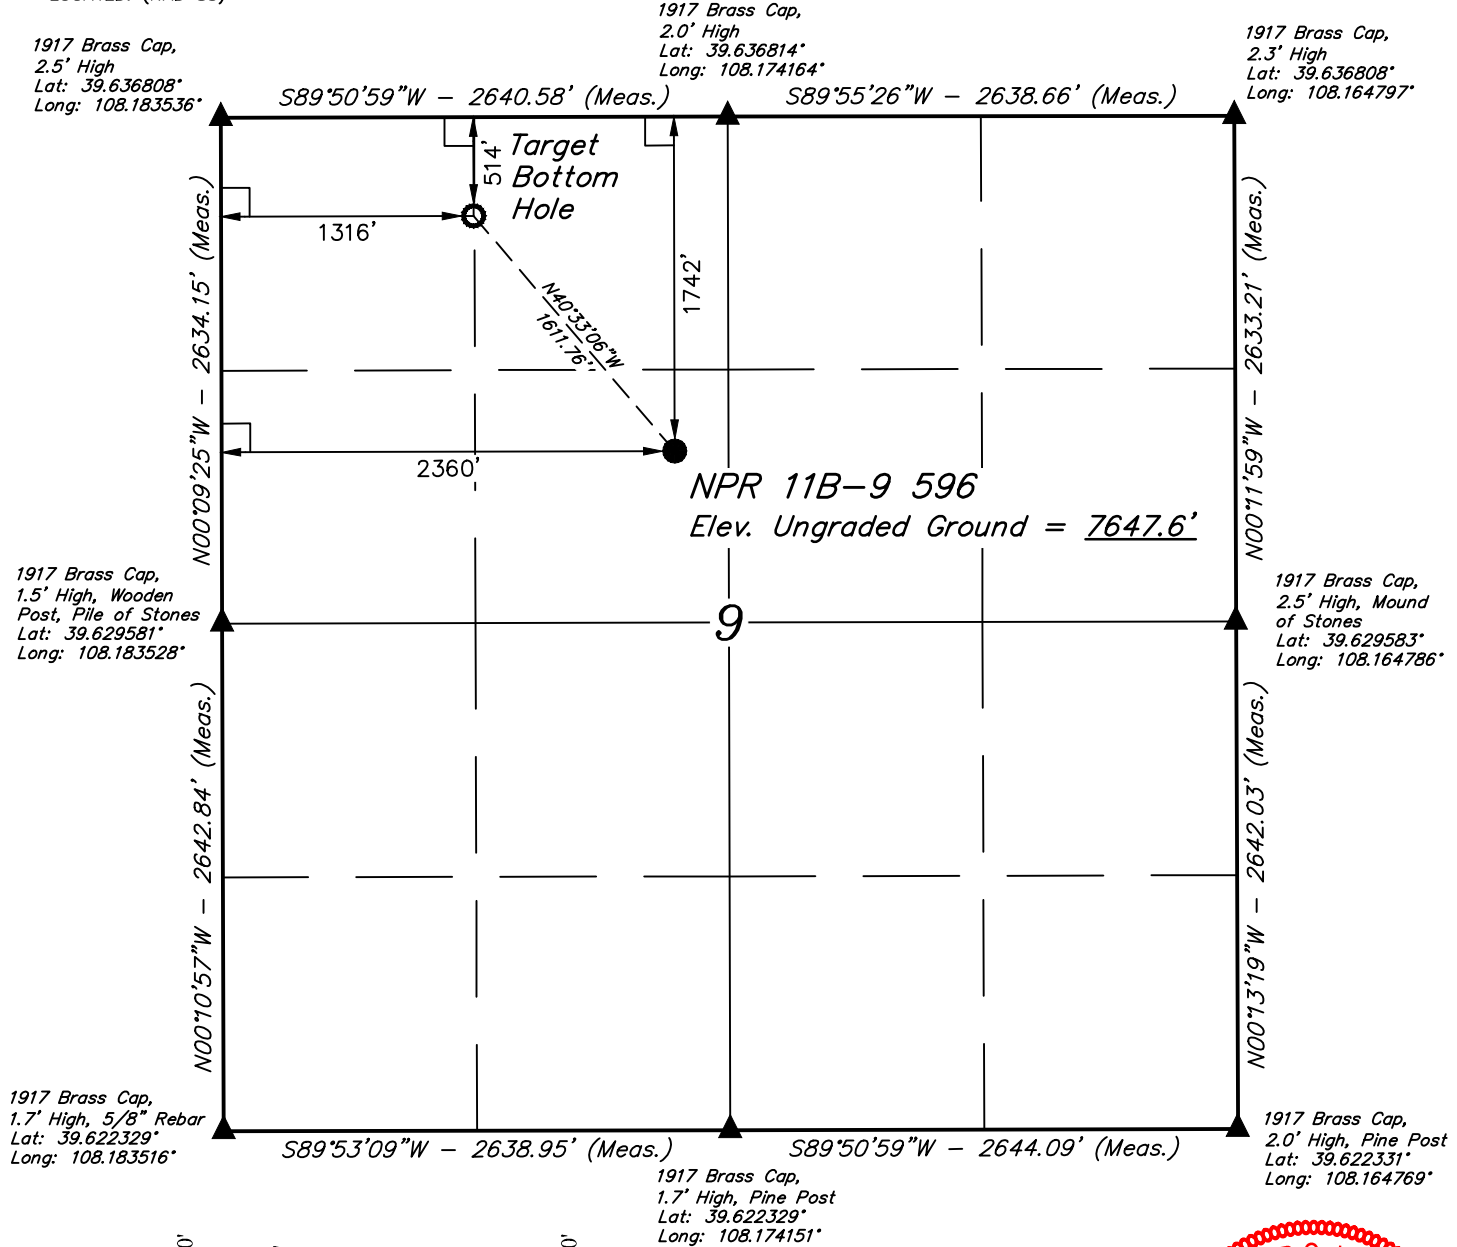 1917 Brass Cap,
2.0' High
Lat: 39.636814°
Long: 108.174164°
1917 Brass Cap,
2.3' High
Lat: 39.636808°
Long: 108.164797°
1917 Brass Cap,
2.5' High
Lat: 39.636808°
Long: 108.183536°
S89°50'59"W - 2640.58' (Meas.)
S89°55'26"W - 2638.66' (Meas.)
514'
Target
Bottom
Hole
1316'
1742'
N40°33'06"W
1611.76'
N00°09'25"W - 2634.15' (Meas.)
N00°11'59"W - 2633.21' (Meas.)
2360'
NPR 11B-9 596
Elev. Ungraded Ground = 7647.6'
1917 Brass Cap,
1.5' High, Wooden
Post, Pile of Stones
Lat: 39.629581°
Long: 108.183528°
9
1917 Brass Cap,
2.5' High, Mound
of Stones
Lat: 39.629583°
Long: 108.164786°
N00°10'57"W - 2642.84' (Meas.)
N00°13'19"W - 2642.03' (Meas.)
1917 Brass Cap,
1.7' High, 5/8" Rebar
Lat: 39.622329°
Long: 108.183516°
S89°53'09"W - 2638.95' (Meas.)
S89°50'59"W - 2644.09' (Meas.)
1917 Brass Cap,
2.0' High, Pine Post
Lat: 39.622331°
Long: 108.164769°
1917 Brass Cap,
1.7' High, Pine Post
Lat: 39.622329°
Long: 108.174151°